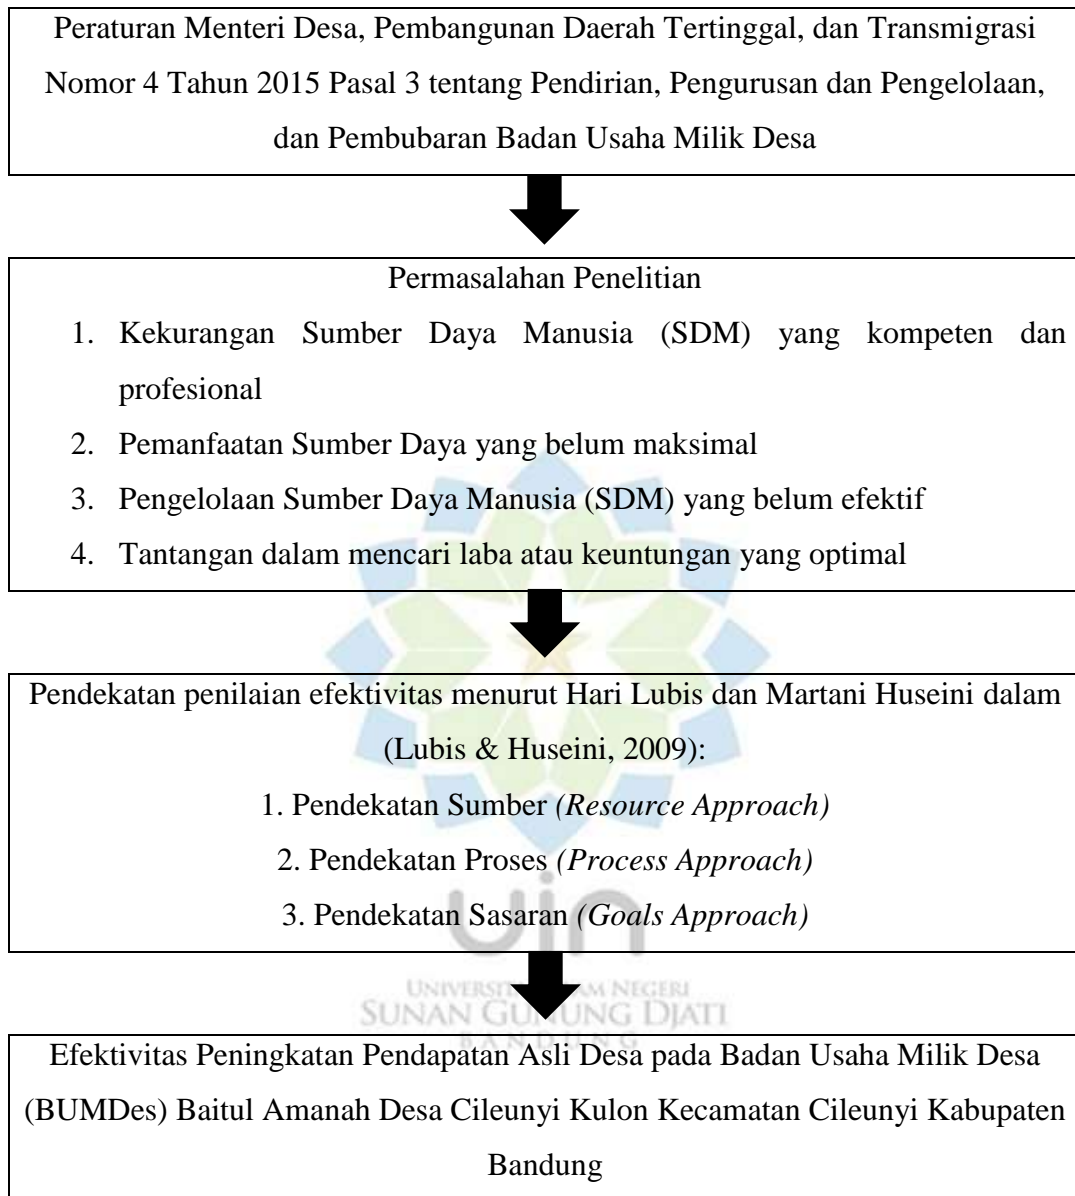 Peraturan Menteri Desa, Pembangunan Daerah Tertinggal, dan Transmigrasi
Nomor 4 Tahun 2015 Pasal 3 tentang Pendirian, Pengurusan dan Pengelolaan,
dan Pembubaran Badan Usaha Milik Desa
Permasalahan Penelitian
1. Kekurangan Sumber Daya Manusia (SDM) yang kompeten dan
profesional
2. Pemanfaatan Sumber Daya yang belum maksimal
3. Pengelolaan Sumber Daya Manusia (SDM) yang belum efektif
4. Tantangan dalam mencari laba atau keuntungan yang optimal
Pendekatan penilaian efektivitas menurut Hari Lubis dan Martani Huseini dalam
(Lubis & Huseini, 2009):
1. Pendekatan Sumber (Resource Approach)
2. Pendekatan Proses (Process Approach)
3. Pendekatan Sasaran (Goals Approach)
uin
NEGERI
SUNAN GUNUNG DJATI
BANDUNG
Efektivitas Peningkatan Pendapatan Asli Desa pada Badan Usaha Milik Desa
(BUMDes) Baitul Amanah Desa Cileunyi Kulon Kecamatan Cileunyi Kabupaten
Bandung